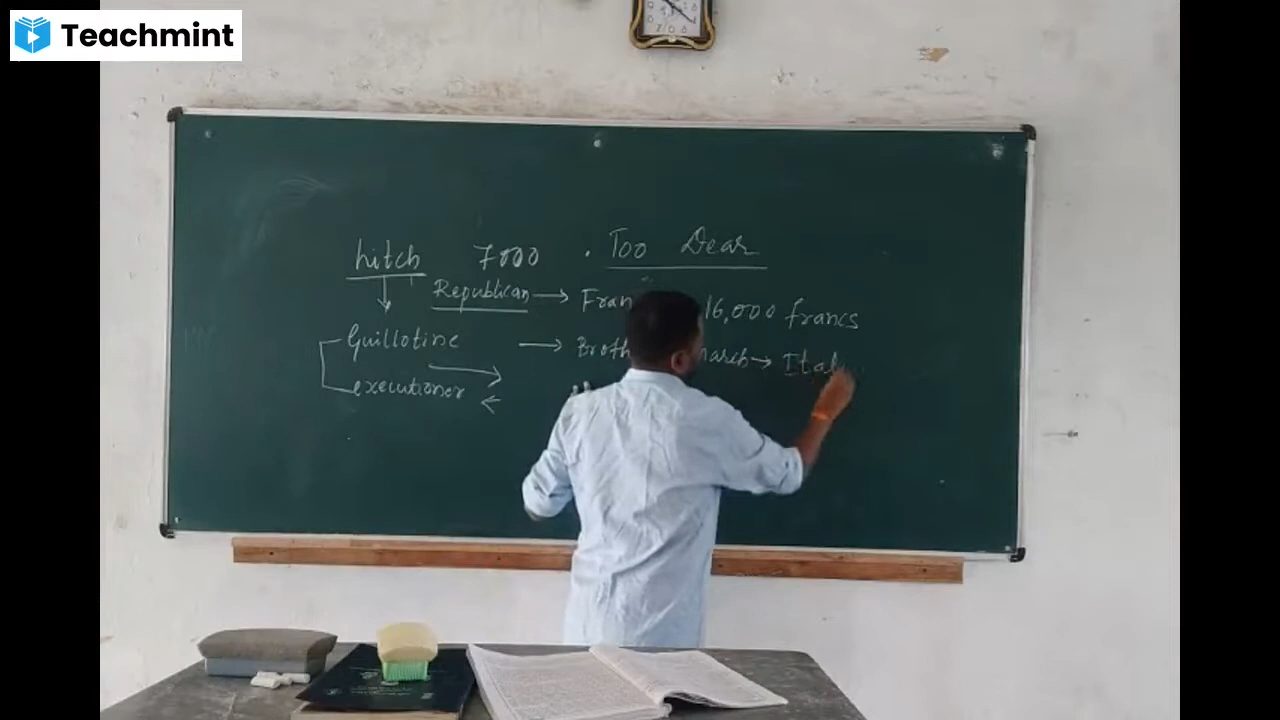 Teachmint
hitch 7000 . Too Dear
Republican → Fran 16,000 francs
Guillotine → Broth narch → Ital
executioner